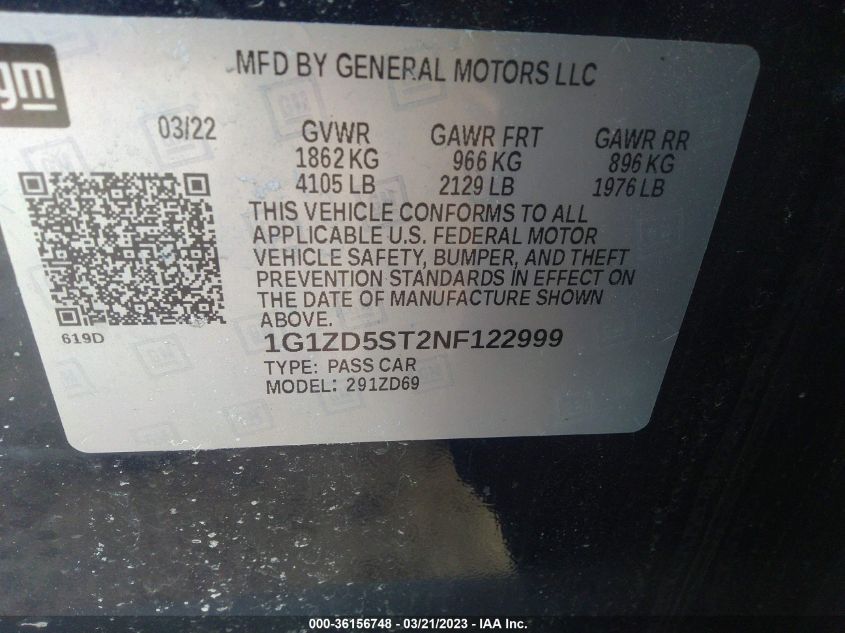 gm
MFD BY GENERAL MOTORS LLC
03/22 GVWR GAWR FRT GAWR RR
1862 KG 966 KG 896 KG
4105 LB 2129 LB 1976 LB
THIS VEHICLE CONFORMS TO ALL
APPLICABLE U.S. FEDERAL MOTOR
VEHICLE SAFETY, BUMPER, AND THEFT
PREVENTION STANDARDS IN EFFECT ON
THE DATE OF MANUFACTURE SHOWN
ABOVE.
619D
1G1ZD5ST2NF122999
TYPE: PASS CAR
MODEL: 291ZD69
000-36156748 - 03/21/2023 - IAA Inc.